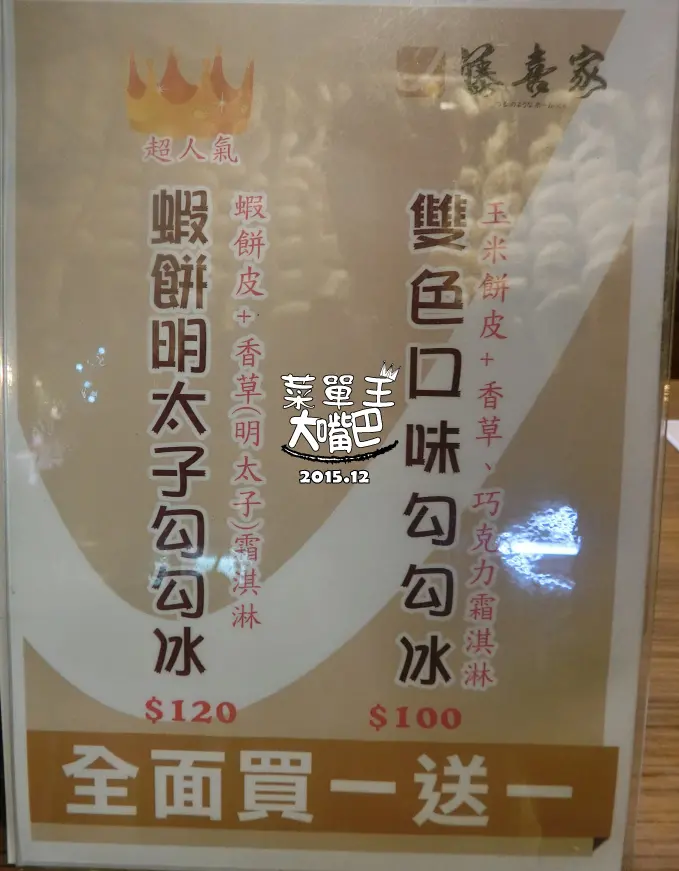 藤喜家
雙色口味勾勾冰
玉米餅皮+香草、巧克力霜淇淋
$100
超人氣
蝦餅明太子勾勾冰
蝦餅皮+香草(明太子)霜淇淋
$120
全面買一送一
菜單王
大嘴巴
2015.12